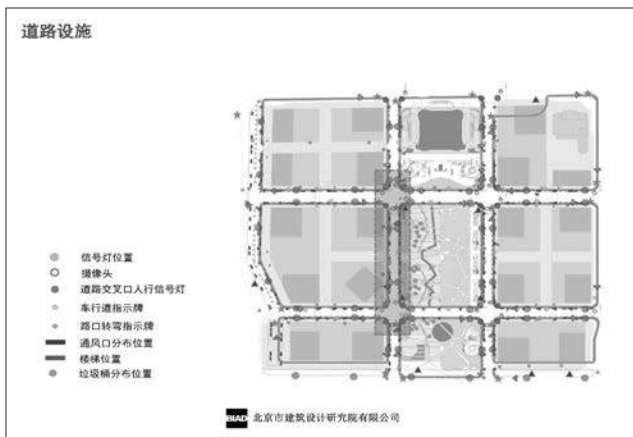 道路设施
信号灯位置
摄像头
道路交叉口人行信号灯
车行道指示牌
路口转弯指示牌
通风口分布位置
楼梯位置
垃圾桶分布位置
BIAD 北京市建筑设计研究院有限公司